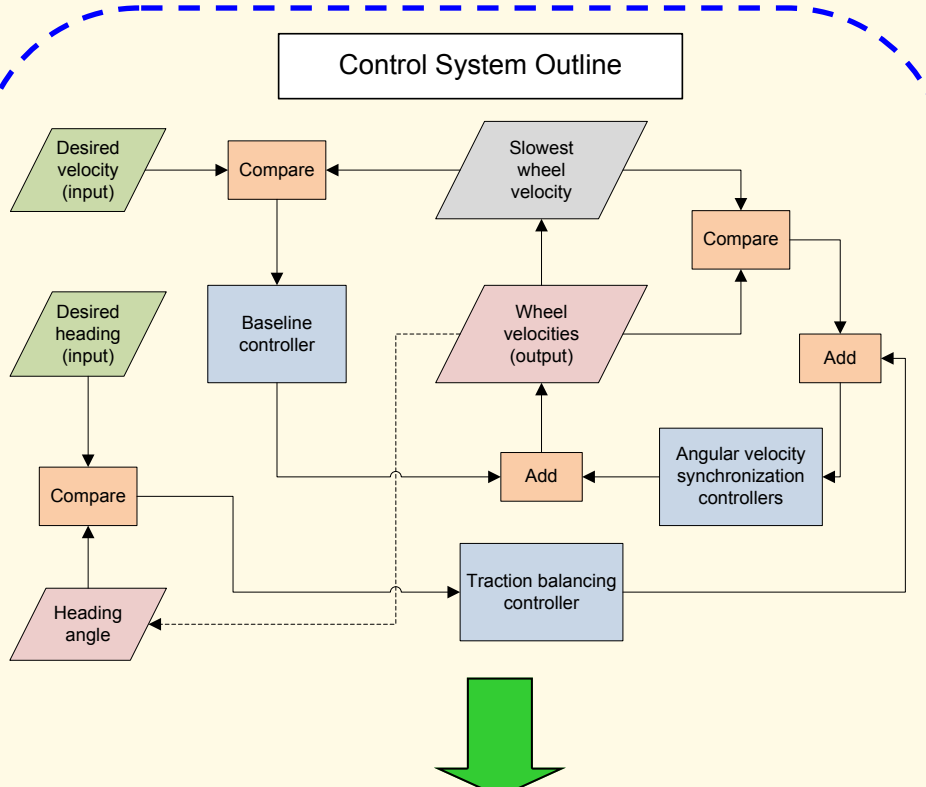 Control System Outline
Desired
velocity
(input)
Compare
Slowest
wheel
velocity
Compare
Desired
heading
(input)
Baseline
controller
Wheel
velocities
(output)
Add
Compare
Add
Angular velocity
synchronization
controllers
Heading
angle
Traction balancing
controller